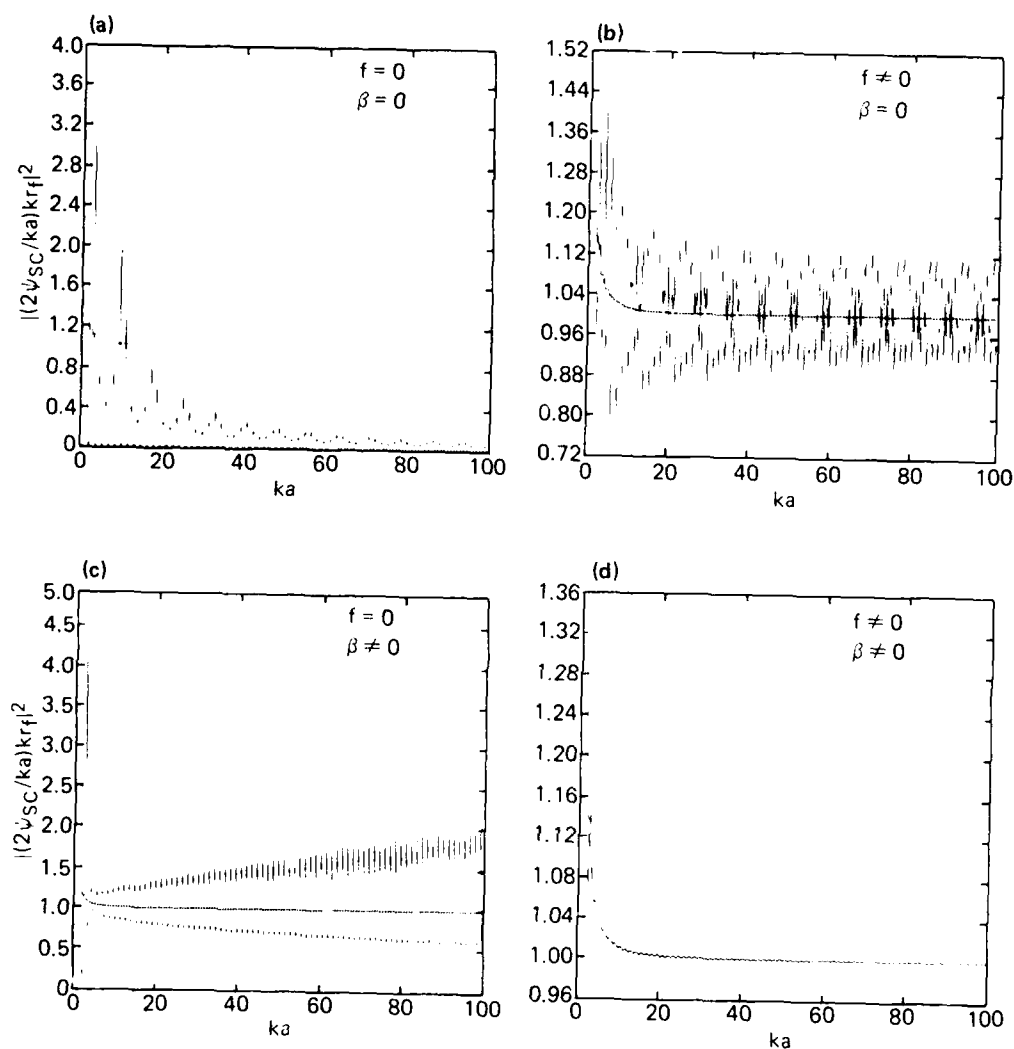 (a)
4.0
3.6
3.2
2.8
2.4
2.0
1.6
1.2
0.8
0.4
0
f = 0
β = 0
|(2ψSC/ka)krf|2
0 20 40 60 80 100
ka
(b)
1.52
1.44
1.36
1.28
1.20
1.12
1.04
0.96
0.88
0.80
0.72
f ≠ 0
β = 0
0 20 40 60 80 100
ka
(c)
5.0
4.5
4.0
3.5
3.0
2.5
2.0
1.5
1.0
0.5
0
f = 0
β ≠ 0
|(2ψSC/ka)krf|2
0 20 40 60 80 100
ka
(d)
1.36
1.32
1.28
1.24
1.20
1.16
1.12
1.08
1.04
1.00
0.96
f ≠ 0
β ≠ 0
0 20 40 60 80 100
ka